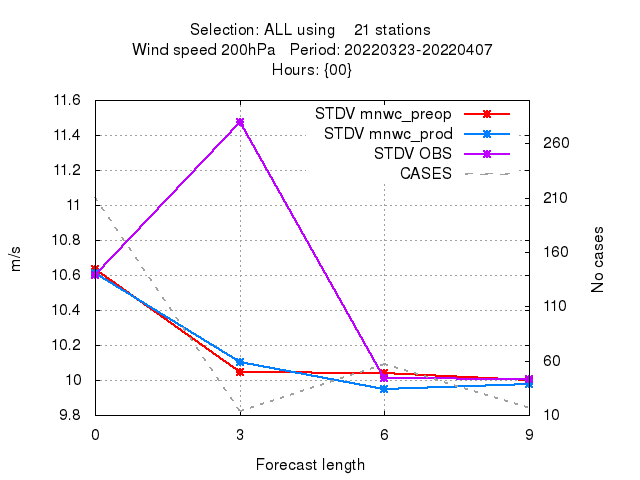 Selection: ALL using    21 stations
Wind speed 200hPa   Period: 20220323-20220407
Hours: {00}
11.6
11.4
11.2
11
10.8
10.6
10.4
10.2
10
9.8
m/s
STDV mnwc_preop
STDV mnwc_prod
STDV OBS
CASES
260
210
160
110
60
10
No cases
0
3
6
9
Forecast length